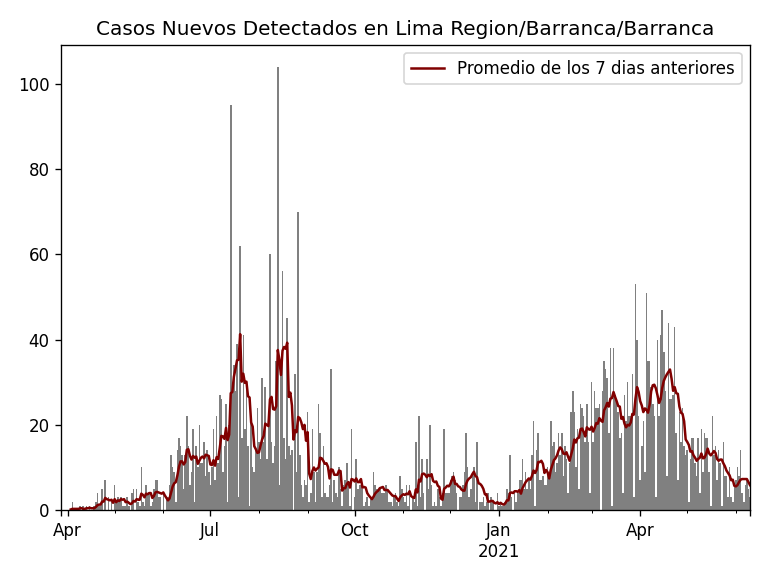 Casos Nuevos Detectados en Lima Region/Barranca/Barranca
Promedio de los 7 dias anteriores
100
80
60
40
20
0
Apr Jul Oct Jan Apr
2021